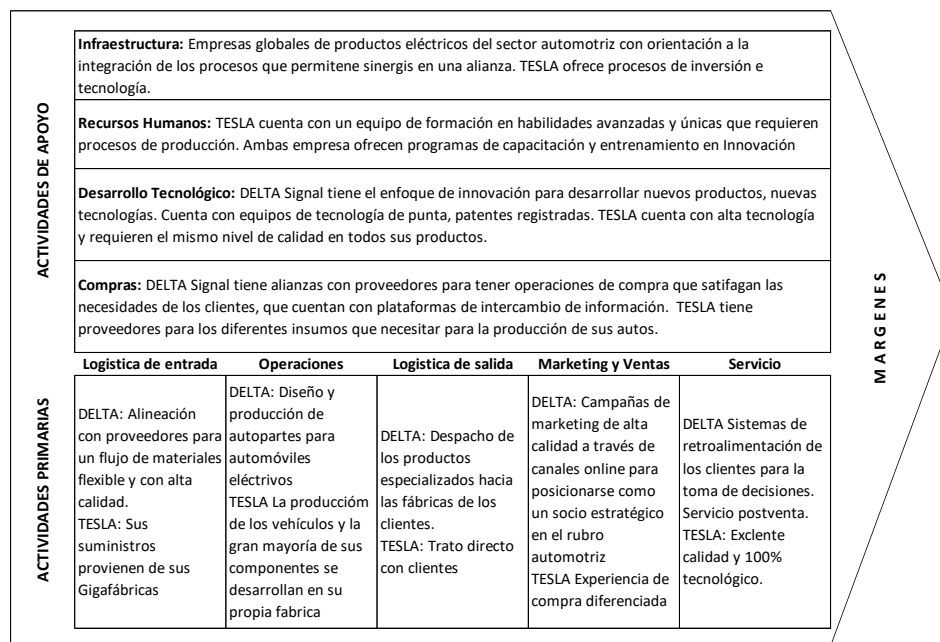 ACTIVIDADES DE APOYO
Infraestructura: Empresas globales de productos eléctricos del sector automotriz con orientación a la
integración de los procesos que permitene sinergis en una alianza. TESLA ofrece procesos de inversión e
tecnología.
Recursos Humanos: TESLA cuenta con un equipo de formación en habilidades avanzadas y únicas que requieren
procesos de producción. Ambas empresa ofrecen programas de capacitación y entrenamiento en Innovación
Desarrollo Tecnológico: DELTA Signal tiene el enfoque de innovación para desarrollar nuevos productos, nuevas
tecnologías. Cuenta con equipos de tecnología de punta, patentes registradas. TESLA cuenta con alta tecnología
y requieren el mismo nivel de calidad en todos sus productos.
Compras: DELTA Signal tiene alianzas con proveedores para tener operaciones de compra que satifagan las
necesidades de los clientes, que cuentan con plataformas de intercambio de información. TESLA tiene
proveedores para los diferentes insumos que necesitar para la producción de sus autos.
MARGENES
ACTIVIDADES PRIMARIAS
Logistica de entrada
DELTA: Alineación
con proveedores para
un flujo de materiales
flexible y con alta
calidad.
TESLA: Sus
suministros
provienen de sus
Gigafábricas
Operaciones
DELTA: Diseño y
producción de
autopartes para
automóviles
eléctrivos
TESLA La produccióm
de los vehículos y la
gran mayoría de sus
componentes se
desarrollan en su
propia fabrica
Logistica de salida
DELTA: Despacho de
los productos
especializados hacia
las fábricas de los
clientes.
TESLA: Trato directo
con clientes
Marketing y Ventas
DELTA: Campañas de
marketing de alta
calidad a través de
canales online para
posicionarse como
un socio estratégico
en el rubro
automotriz
TESLA Experiencia de
compra diferenciada
Servicio
DELTA Sistemas de
retroalimentación de
los clientes para la
toma de decisiones.
Servicio postventa.
TESLA: Exclente
calidad y 100%
tecnológico.